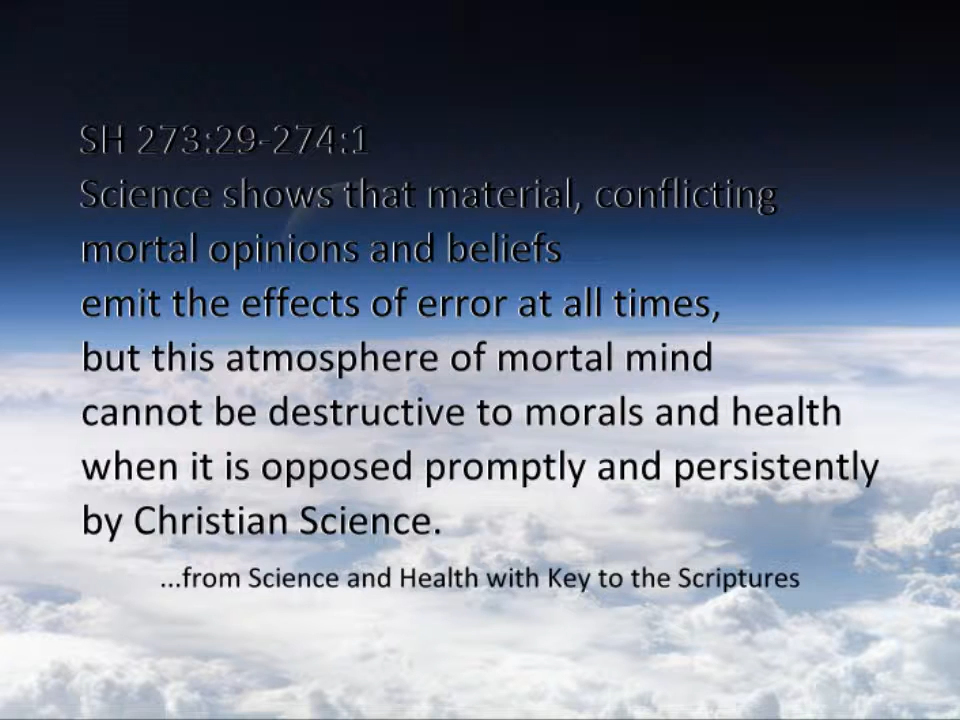 SH 273:29-274:1
Science shows that material, conflicting
mortal opinions and beliefs
emit the effects of error at all times,
but this atmosphere of mortal mind
cannot be destructive to morals and health
when it is opposed promptly and persistently
by Christian Science.
...from Science and Health with Key to the Scriptures